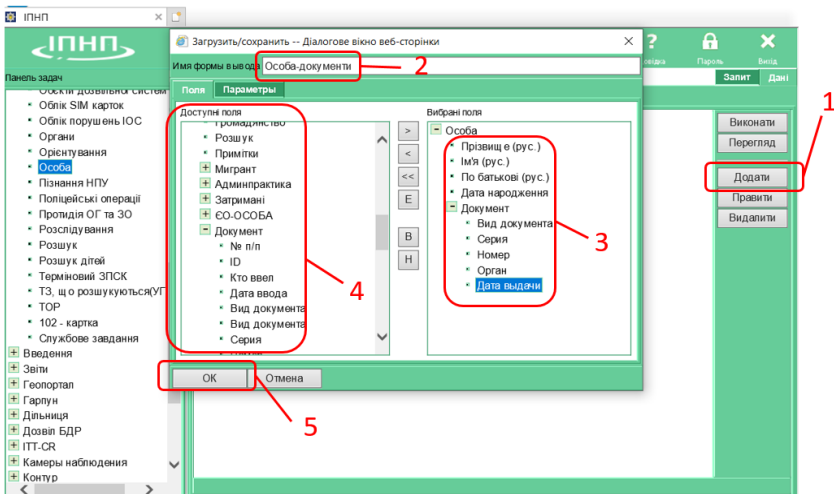 ІПНП
<ІПНП>
Пароль
Вихід
Запит
Дані
Панель задач
Облік SIM карток
Облік порушень ІОС
Органи
Орієнтування
Особа
Пізнання НПУ
Поліцейські операції
Протидія ОГ та ЗО
Розслідування
Розшук
Розшук дітей
Терміновий ЗПСК
ТЗ, що розшукуються(УГ
ТОР
102 - картка
Службове завдання
Введення
Звіти
Геопортал
Гарпун
Дільниця
Дозвіл БДР
ITT-CR
Камеры наблюдения
Контур
Загрузить/сохранить -- Діалогове вікно веб-сторінки
Имя формы вывода
Особа-документи
2
Поля
Параметры
Доступні поля
Громадянство
Розшук
Примітки
Мигрант
Админпрактика
Затримані
ЄО-ОСОБА
Документ
№ п/п
ID
Кто ввел
Дата ввода
Вид документа
Вид документа
Серия
4
>
<
<<
E
В
Н
Вибрані поля
Особа
Прізвище (рус.)
Ім'я (рус.)
По батькові (рус.)
Дата народження
Документ
Вид документа
Серия
Номер
Орган
Дата выдачи
3
OK
Отмена
5
1
Виконати
Перегляд
Додати
Правити
Видалити